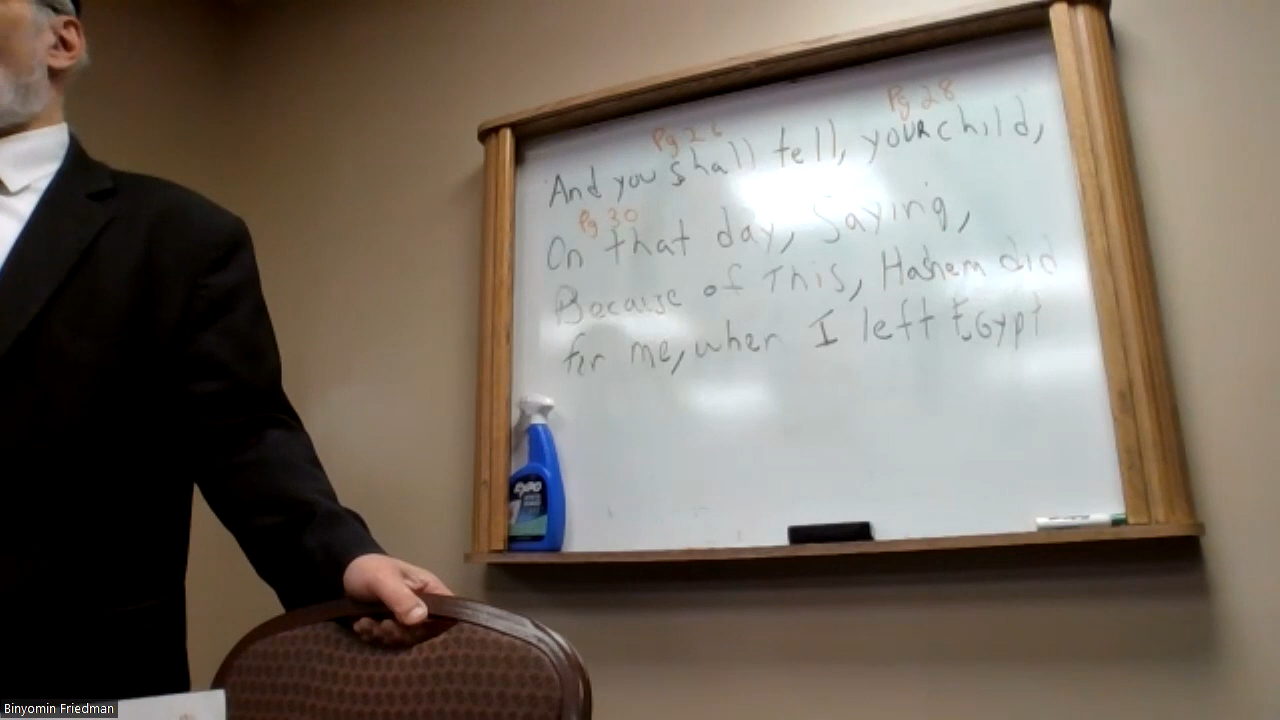 Pg 28
Pg 26
And you shall tell, your child,
Pg 30
On that day, Saying,
Because of This, Hashem did
for me, when I left Egypt
EXPO
Binyomin Friedman